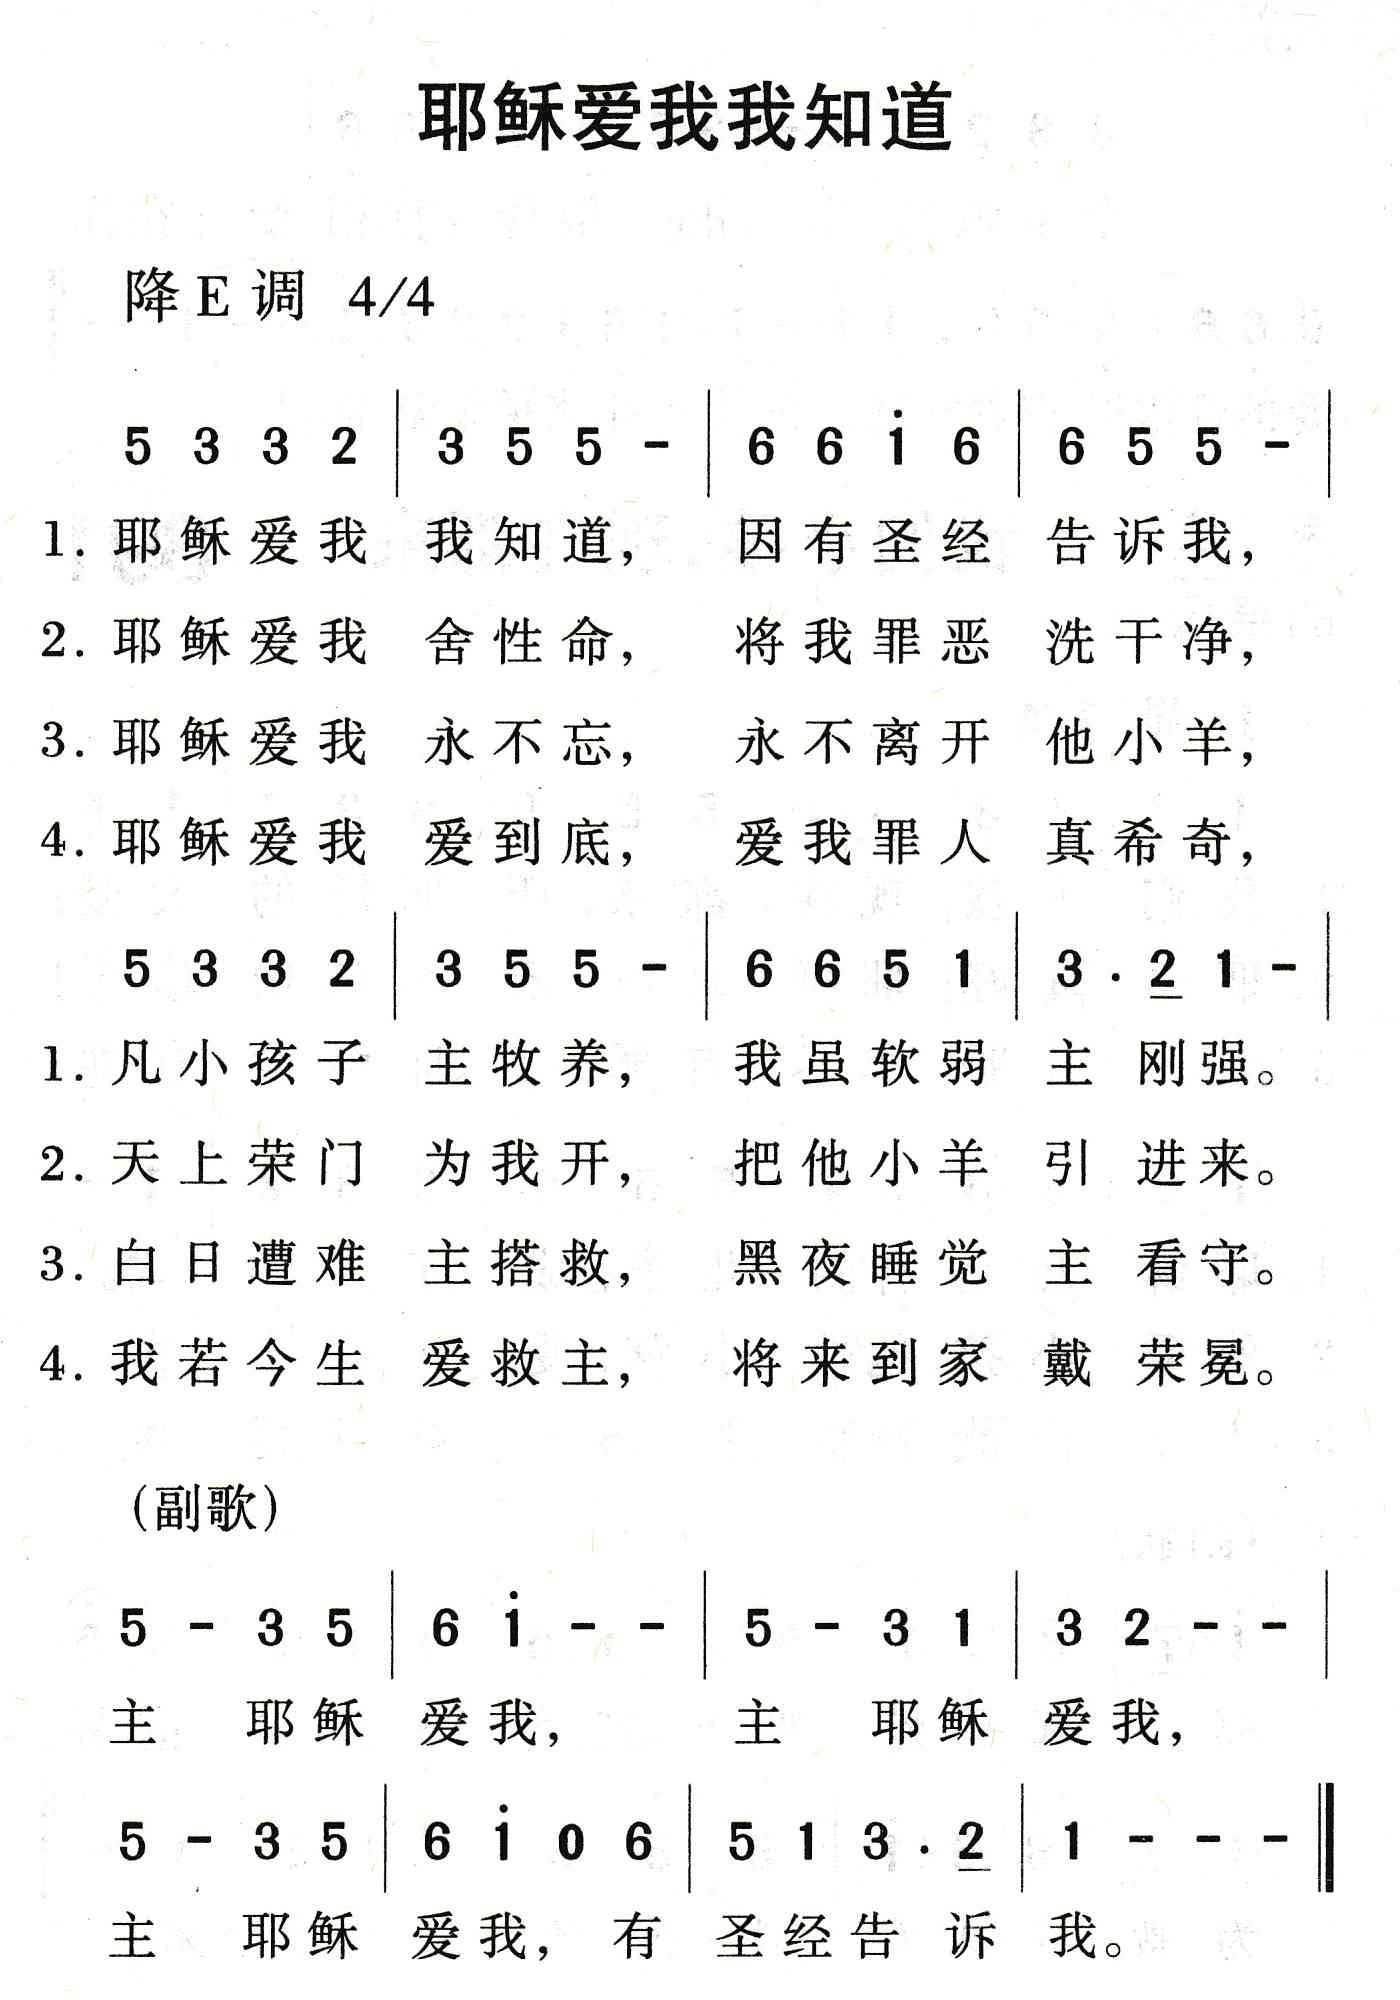 耶稣爱我我知道
降E调 4/4
5 3 3 2 | 3 5 5 - | 6 6 i 6 | 6 5 5 - |
1. 耶稣爱我 我知道， 因有圣经 告诉我，
2. 耶稣爱我 舍性命， 将我罪恶 洗干净，
3. 耶稣爱我 永不忘， 永不离开 他小羊，
4. 耶稣爱我 爱到底， 爱我罪人 真希奇，
5 3 3 2 | 3 5 5 - | 6 6 5 1 | 3 . 2 1 - |
1. 凡小孩子 主牧养， 我虽软弱 主 刚强。
2. 天上荣门 为我开， 把他小羊 引 进来。
3. 白日遭难 主搭救， 黑夜睡觉 主 看守。
4. 我若今生 爱救主， 将来到家 戴 荣冕。
（副歌）
5 - 3 5 | 6 i - - | 5 - 3 1 | 3 2 - - |
主 耶稣 爱我， 主 耶稣 爱我，
5 - 3 5 | 6 i 0 6 | 5 1 3 . 2 | 1 - - - ‖
主 耶稣 爱我， 有 圣经告 诉 我。